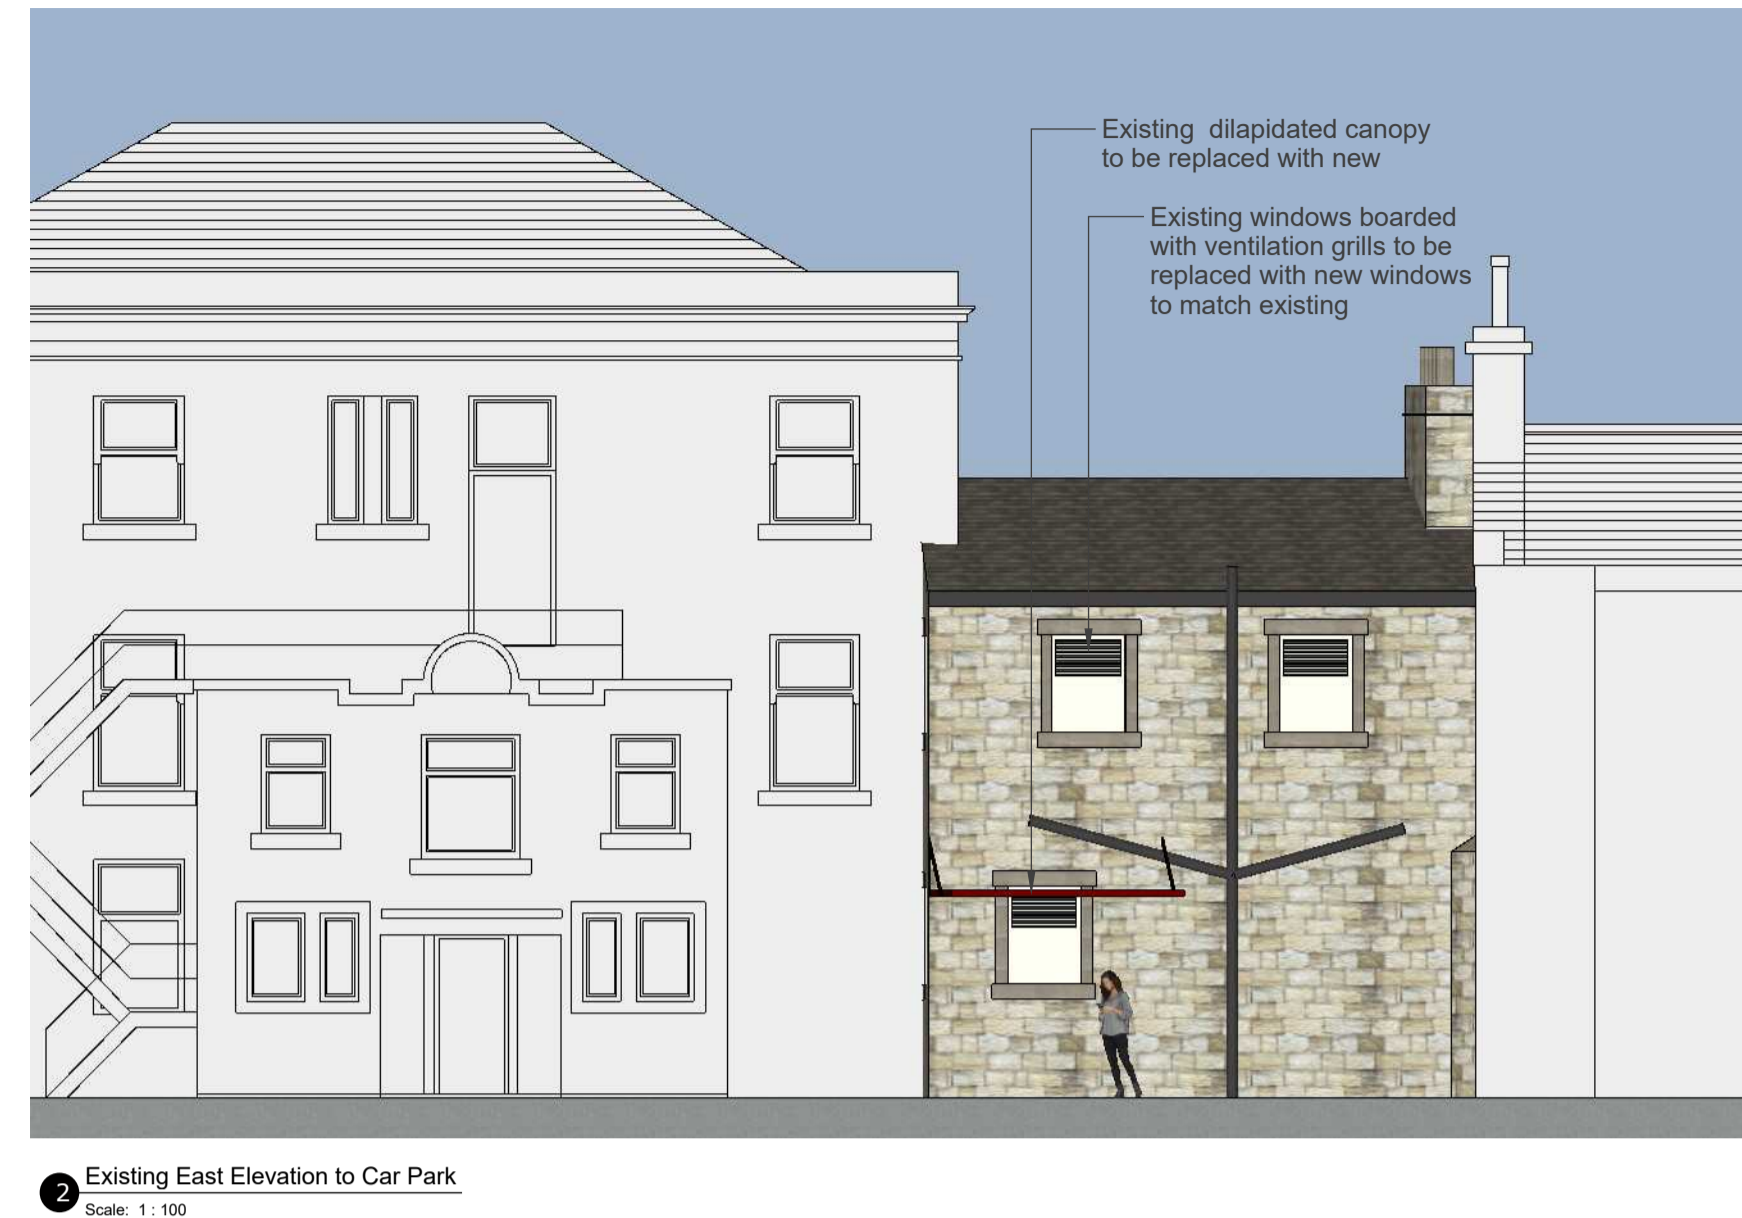 Existing dilapidated canopy
to be replaced with new
Existing windows boarded
with ventilation grills to be
replaced with new windows
to match existing
2
Existing East Elevation to Car Park
Scale: 1 : 100